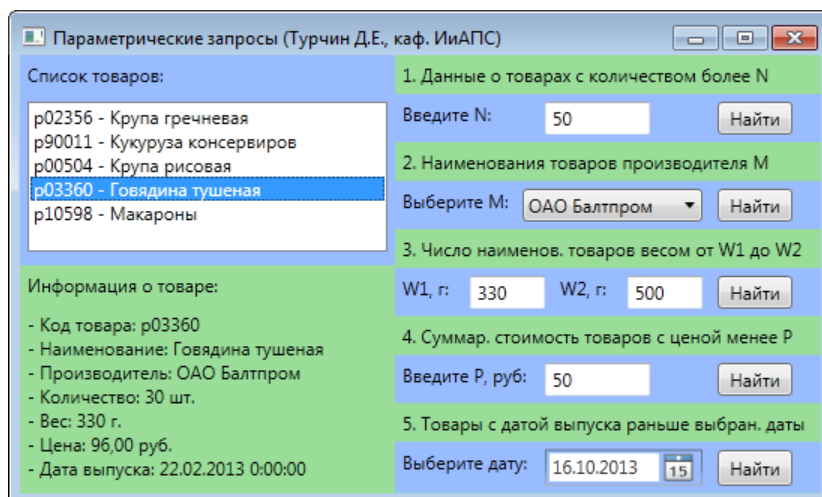 Параметрические запросы (Турчин Д.Е., каф. ИиАПС)
Список товаров:
p02356 - Крупа гречневая
p90011 - Кукуруза консервиров
p00504 - Крупа рисовая
p03360 - Говядина тушеная
p10598 - Макароны
Информация о товаре:
- Код товара: p03360
- Наименование: Говядина тушеная
- Производитель: ОАО Балтпром
- Количество: 30 шт.
- Вес: 330 г.
- Цена: 96,00 руб.
- Дата выпуска: 22.02.2013 0:00:00
1. Данные о товарах с количеством более N
Введите N: 50 Найти
2. Наименования товаров производителя M
Выберите M: ОАО Балтпром Найти
3. Число наименов. товаров весом от W1 до W2
W1, г: 330 W2, г: 500 Найти
4. Суммар. стоимость товаров с ценой менее P
Введите P, руб: 50 Найти
5. Товары с датой выпуска раньше выбран. даты
Выберите дату: 16.10.2013 15 Найти